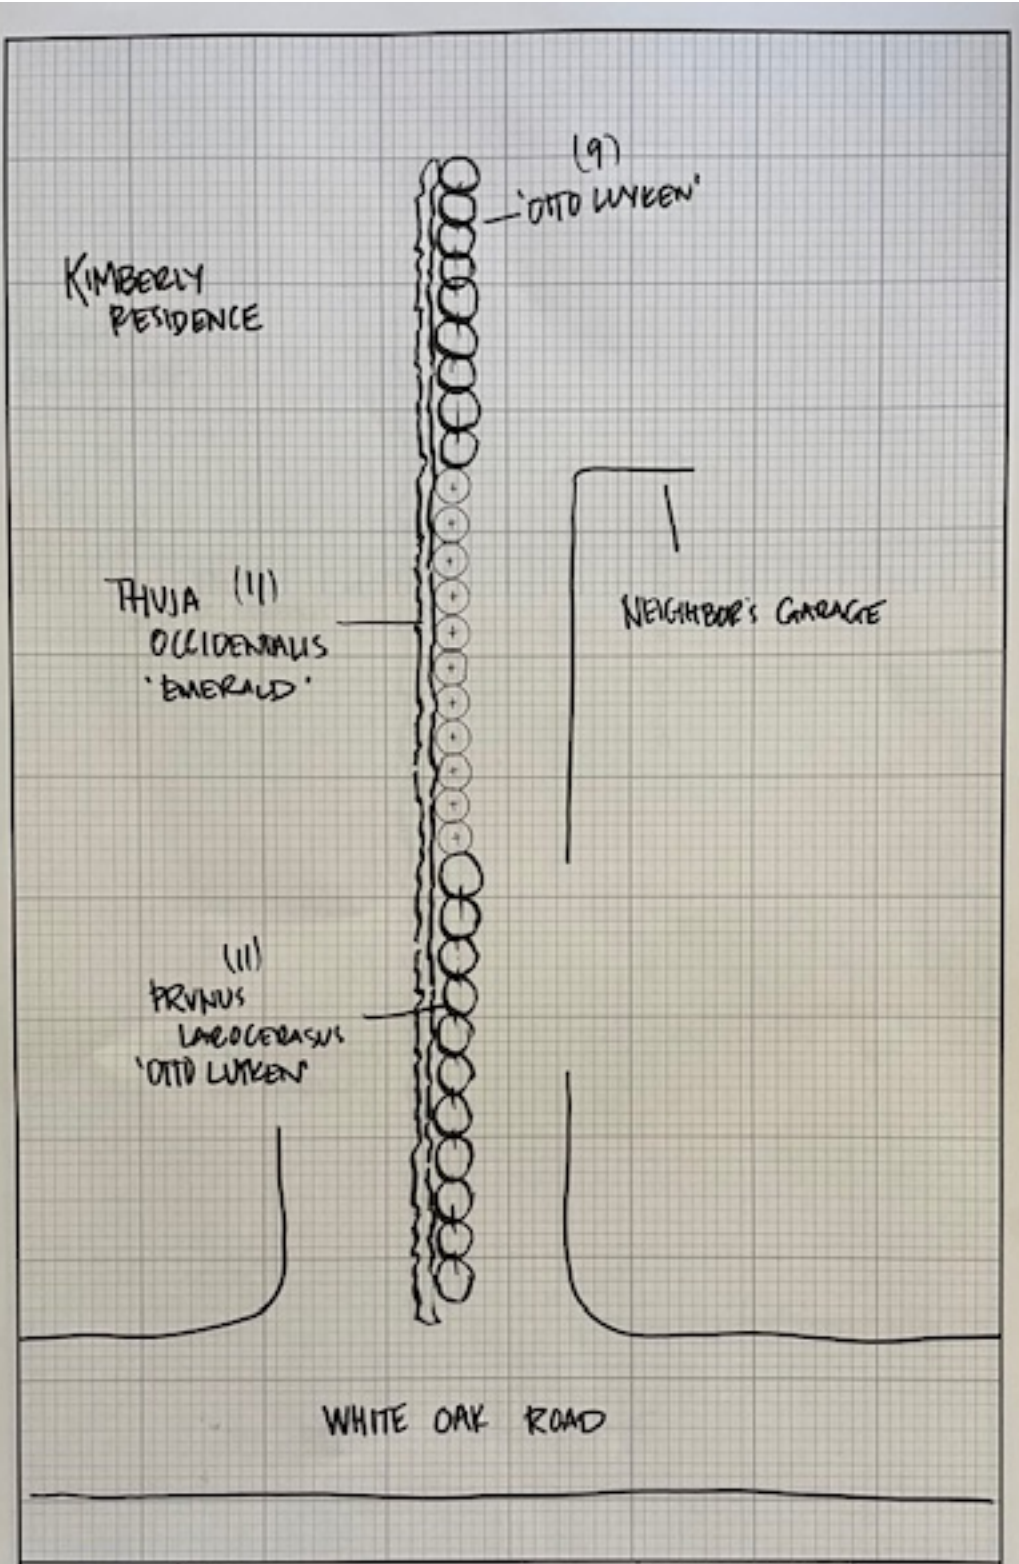 (9)
'OTTO LUYKEN'
KIMBERLY
RESIDENCE
THUJA (11)
OCCIDENTALIS
'EMERALD'
NEIGHBOR'S GARAGE
(11)
PRUNUS
LAROCERASUS
'OTTO LUYKEN'
WHITE OAK ROAD